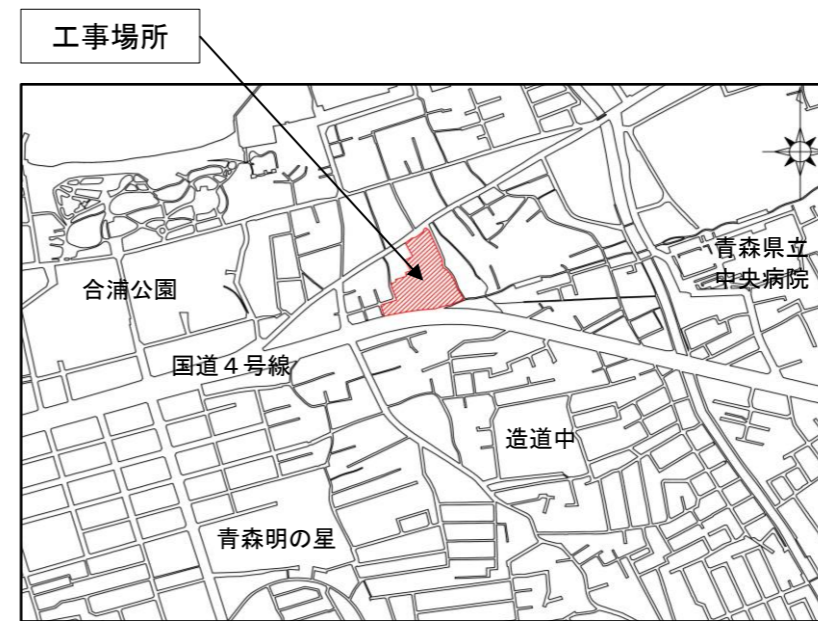 工事場所
青森県立
中央病院
合浦公園
国道４号線
造道中
青森明の星